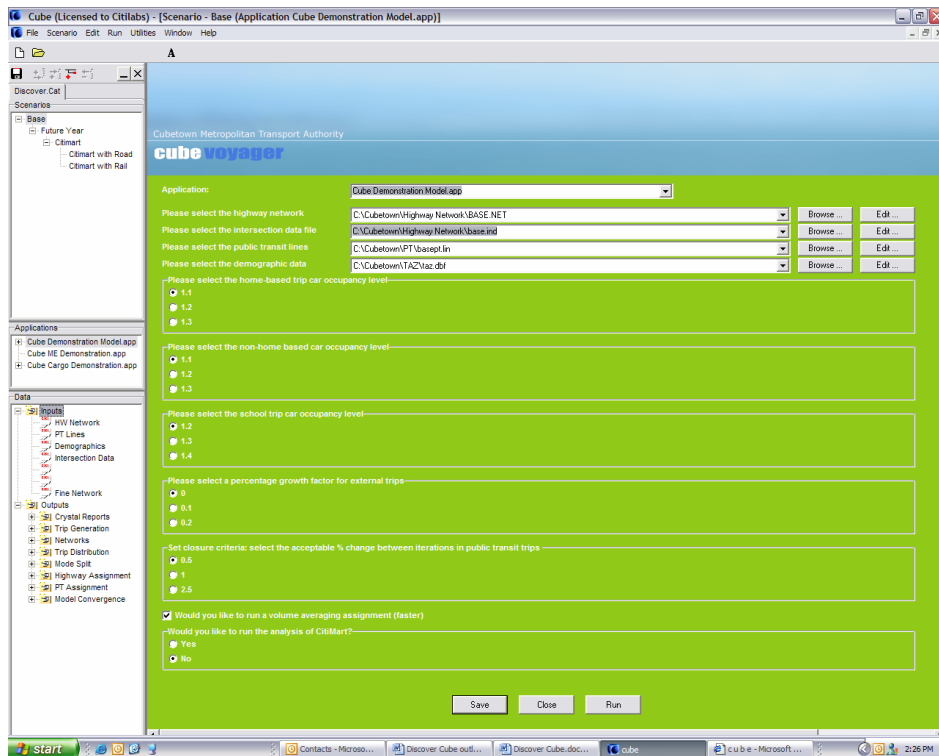 Cube (Licensed to Citilabs) - [Scenario - Base (Application Cube Demonstration Model.app)]
File Scenario Edit Run Utilities Window Help
A
Discover.Cat
Scenarios
Base
Future Year
Citimart
Citimart with Road
Citimart with Rail
Applications
Cube Demonstration Model.app
Cube ME Demonstration.app
Cube Cargo Demonstration.app
Data
Inputs
HW Network
PT Lines
Demographics
Intersection Data
Fine Network
Outputs
Crystal Reports
Trip Generation
Networks
Trip Distribution
Mode Split
Highway Assignment
PT Assignment
Model Convergence
Cubetown Metropolitan Transport Authority
cube voyager
Application: Cube Demonstration Model.app
Please select the highway network C:\Cubetown\Highway Network\BASE.NET Browse ... Edit ...
Please select the intersection data file C:\Cubetown\Highway Network\base.ind Browse ... Edit ...
Please select the public transit lines C:\Cubetown\PT\basept.lin Browse ... Edit ...
Please select the demographic data C:\Cubetown\TAZ\taz.dbf Browse ... Edit ...
Please select the home-based trip car occupancy level
1.1
1.2
1.3
Please select the non-home based car occupancy level
1.1
1.2
1.3
Please select the school trip car occupancy level
1.2
1.3
1.4
Please select a percentage growth factor for external trips
0
0.1
0.2
Set closure criteria: select the acceptable % change between iterations in public transit trips
0.5
1
2.5
Would you like to run a volume averaging assignment (faster)
Would you like to run the analysis of CitiMart?
Yes
No
Save Close Run
start Contacts - Microso... Discover Cube outl... Discover Cube.doc... cube c u b e - Microsoft ... 2:26 PM